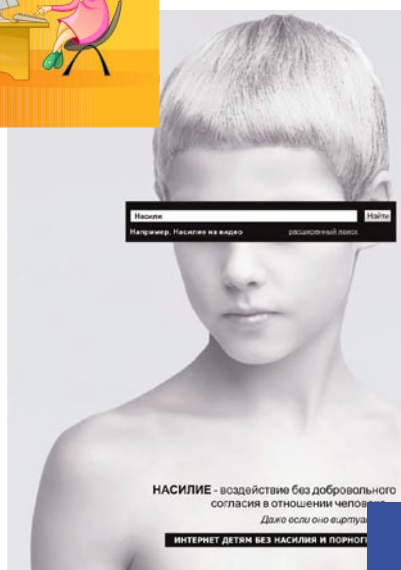 Насили
Найти
Например, Насилие на видео
расширенный поиск
НАСИЛИЕ - воздействие без добровольного
согласия в отношении
Даже если оно
ИНТЕРНЕТ ДЕТЯМ БЕЗ НАСИЛИЯ И